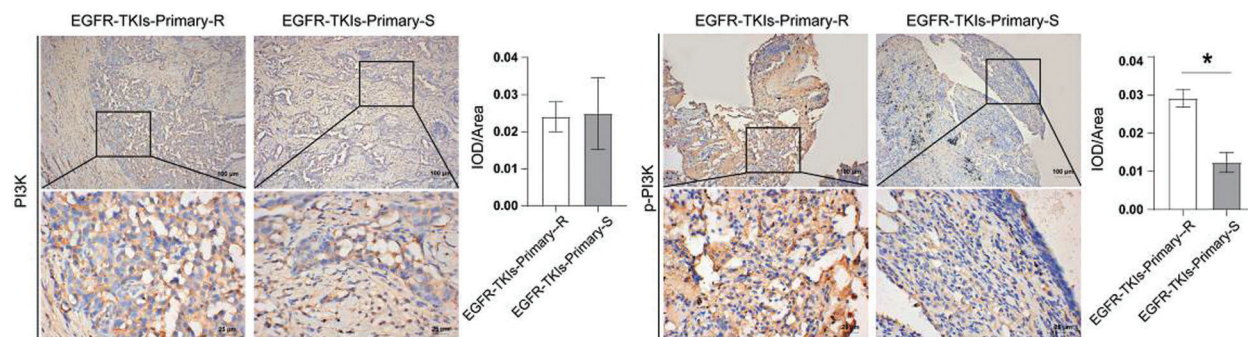 EGFR-TKIs-Primary-R
EGFR-TKIs-Primary-S
PI3K
100 μm
100 μm
25 μm
25 μm
IOD/Area
0.04
0.03
0.02
0.01
0.00
EGFR-TKIs-Primary--R
EGFR-TKIs-Primary-S
EGFR-TKIs-Primary-R
EGFR-TKIs-Primary-S
p-PI3K
100 μm
100 μm
25 μm
25 μm
IOD/Area
0.04
0.03
0.02
0.01
0.00
*
EGFR-TKIs-Primary--R
EGFR-TKIs-Primary-S